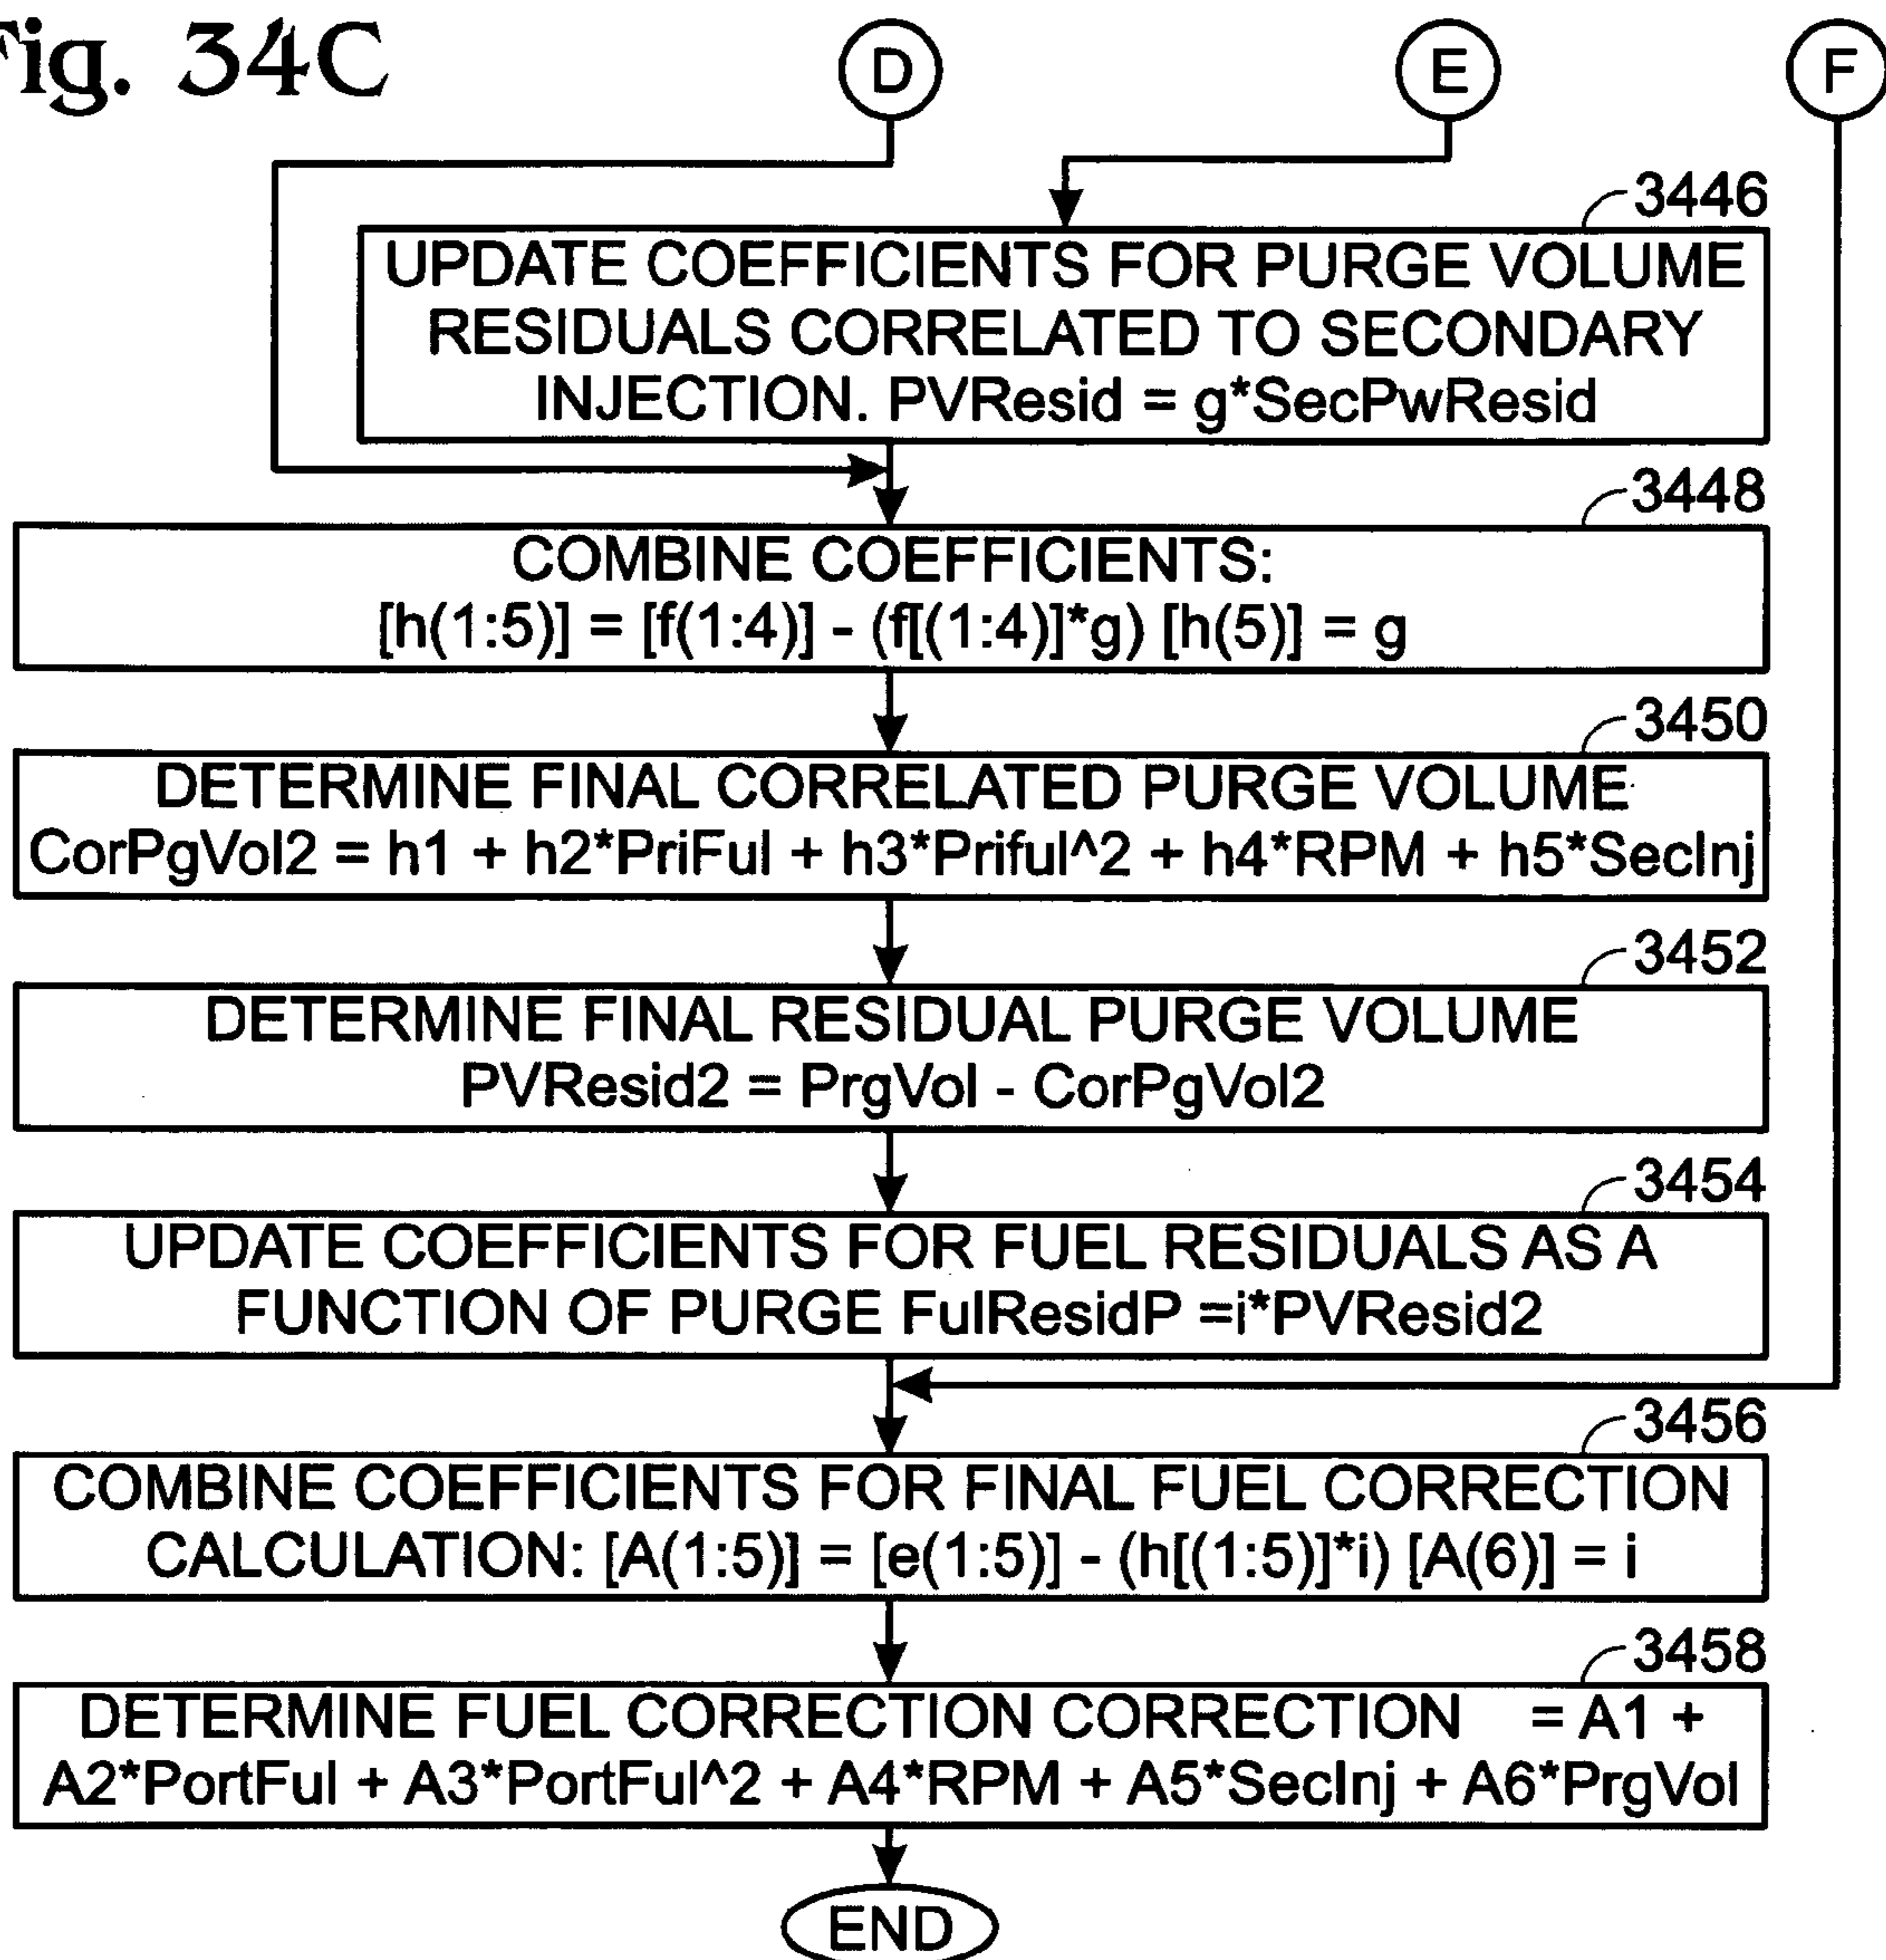 Fig. 34C
D
E
F
3446
UPDATE COEFFICIENTS FOR PURGE VOLUME
RESIDUALS CORRELATED TO SECONDARY
INJECTION. PVResid = g*SecPwResid
3448
COMBINE COEFFICIENTS:
[h(1:5)] = [f(1:4)] - (f[(1:4)]*g) [h(5)] = g
3450
DETERMINE FINAL CORRELATED PURGE VOLUME
CorPgVol2 = h1 + h2*PriFul + h3*Priful^2 + h4*RPM + h5*SecInj
3452
DETERMINE FINAL RESIDUAL PURGE VOLUME
PVResid2 = PrgVol - CorPgVol2
3454
UPDATE COEFFICIENTS FOR FUEL RESIDUALS AS A
FUNCTION OF PURGE FulResidP =i*PVResid2
3456
COMBINE COEFFICIENTS FOR FINAL FUEL CORRECTION
CALCULATION: [A(1:5)] = [e(1:5)] - (h[(1:5)]*i) [A(6)] = i
3458
DETERMINE FUEL CORRECTION CORRECTION = A1 +
A2*PortFul + A3*PortFul^2 + A4*RPM + A5*SecInj + A6*PrgVol
END